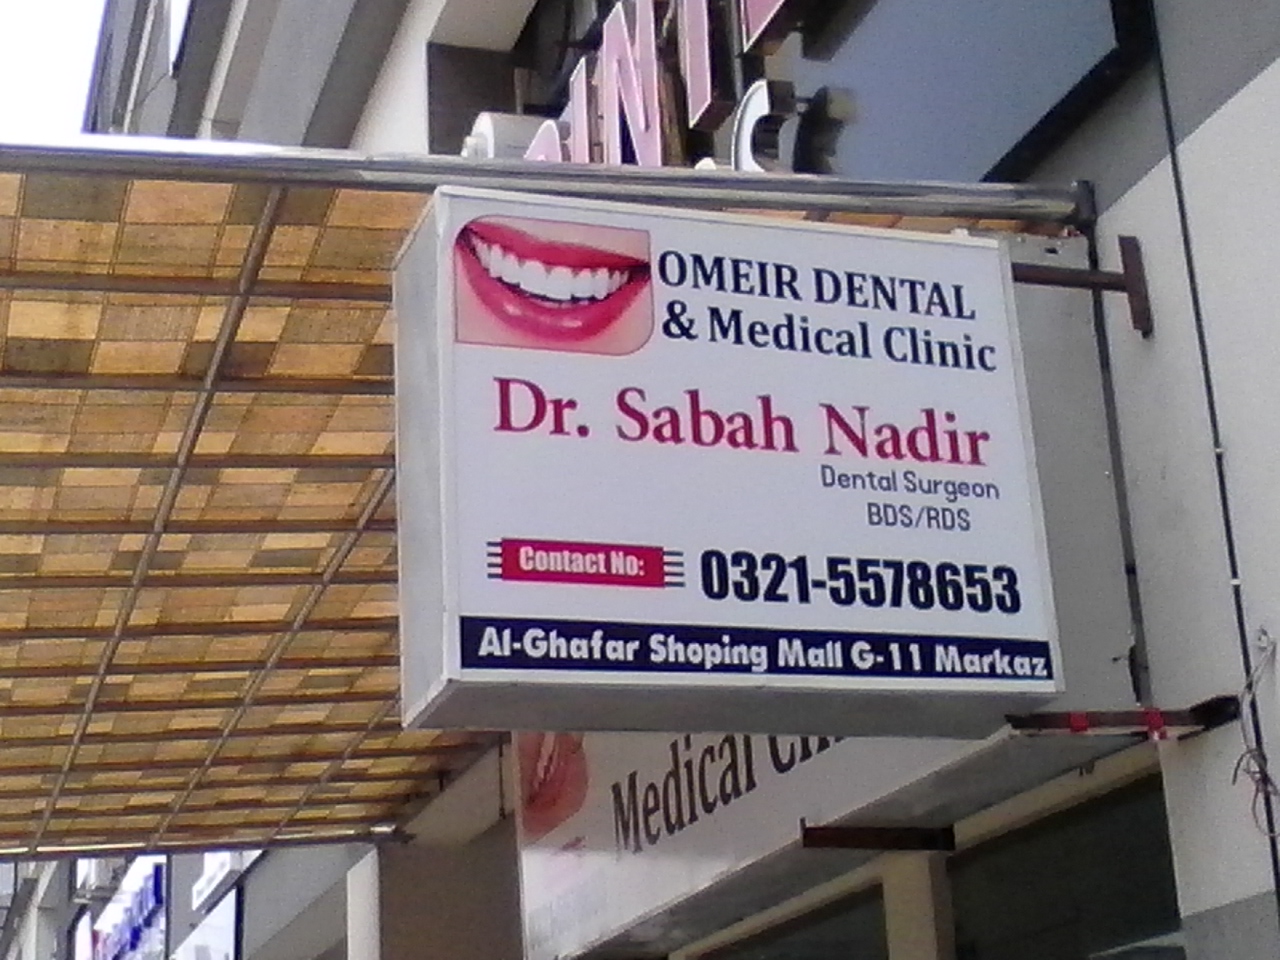 OMEIR DENTAL
& Medical Clinic
Dr. Sabah Nadir
Dental Surgeon
BDS/RDS
Contact No: 0321-5578653
Al-Ghafar Shoping Mall G-11 Markaz
Medical